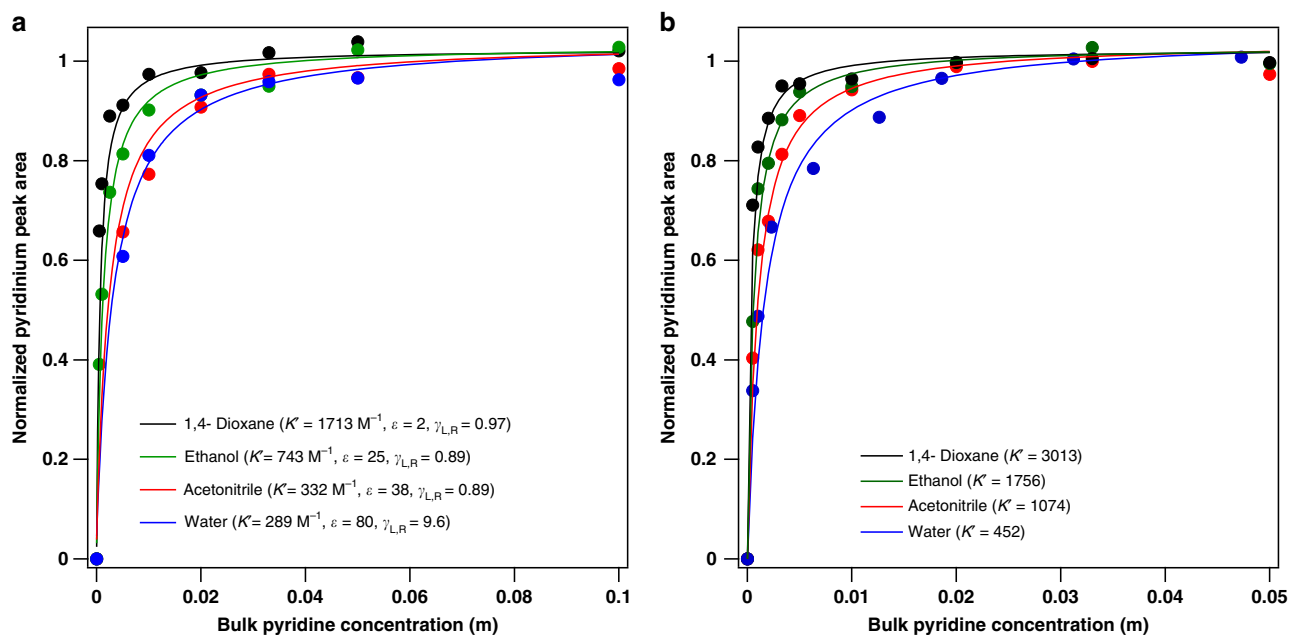 a
Normalized pyridinium peak area
1
0.8
0.6
0.4
0.2
0
1,4- Dioxane (K′ = 1713 M⁻¹, ε = 2, γL,R = 0.97)
Ethanol (K′= 743 M⁻¹, ε = 25, γL,R = 0.89)
Acetonitrile (K′= 332 M⁻¹, ε = 38, γL,R = 0.89)
Water (K′= 289 M⁻¹, ε = 80, γL,R = 9.6)
0 0.02 0.04 0.06 0.08 0.1
Bulk pyridine concentration (m)
b
Normalized pyridinium peak area
1
0.8
0.6
0.4
0.2
0
1,4- Dioxane (K′ = 3013)
Ethanol (K′ = 1756)
Acetonitrile (K′ = 1074)
Water (K′ = 452)
0 0.01 0.02 0.03 0.04 0.05
Bulk pyridine concentration (m)